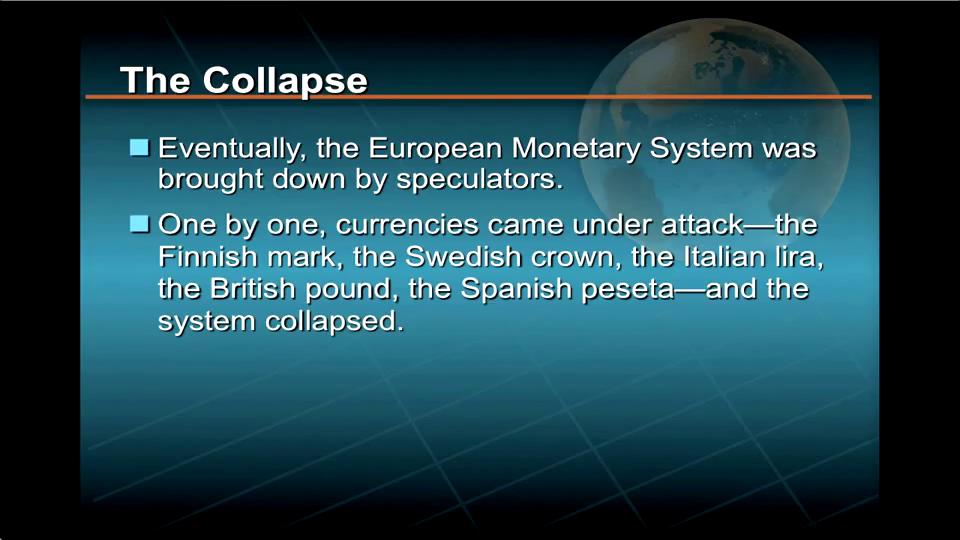 The Collapse
Eventually, the European Monetary System was
brought down by speculators.
One by one, currencies came under attack—the
Finnish mark, the Swedish crown, the Italian lira,
the British pound, the Spanish peseta—and the
system collapsed.